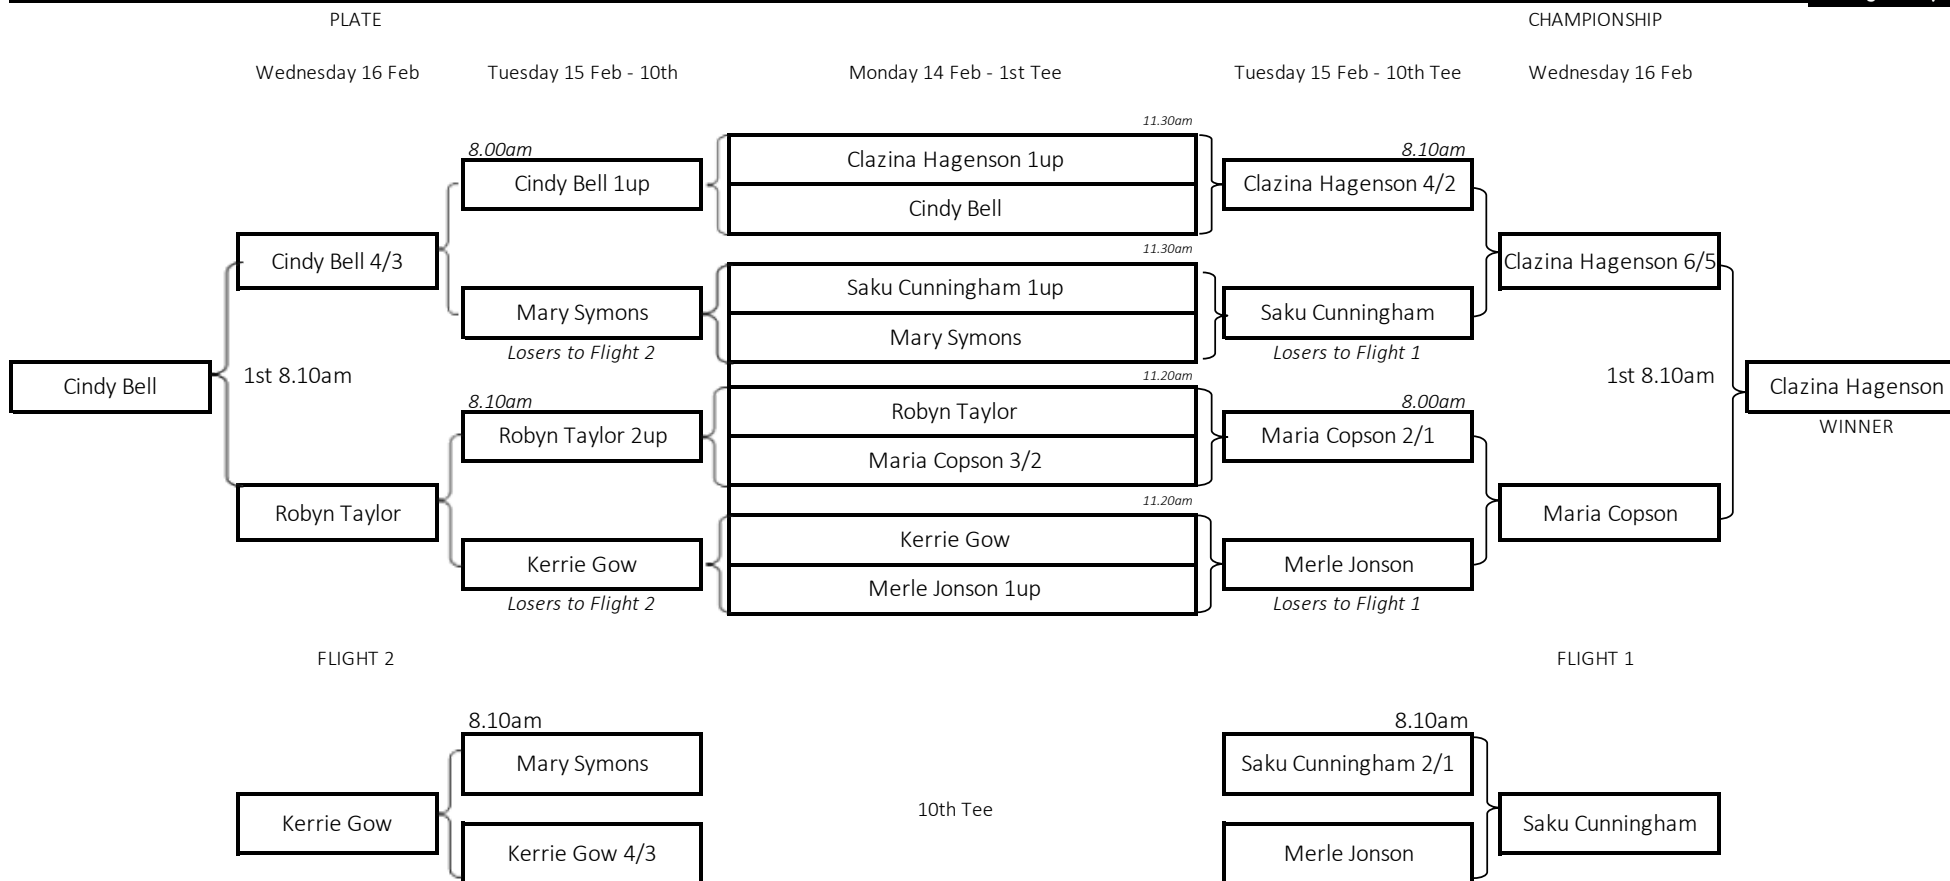 PLATE CHAMPIONSHIP
Wednesday 16 Feb Tuesday 15 Feb - 10th Monday 14 Feb - 1st Tee Tuesday 15 Feb - 10th Tee Wednesday 16 Feb
11.30am
8.00am 8.10am
Clazina Hagenson 1up
Cindy Bell 1up Clazina Hagenson 4/2
Cindy Bell
11.30am
Cindy Bell 4/3 Clazina Hagenson 6/5
Saku Cunningham 1up
Mary Symons Saku Cunningham
Mary Symons
Losers to Flight 2 Losers to Flight 1
1st 8.10am 11.20am 1st 8.10am
Cindy Bell Clazina Hagenson
8.10am 8.00am
Robyn Taylor
WINNER
Robyn Taylor 2up Maria Copson 2/1
Maria Copson 3/2
11.20am
Robyn Taylor Maria Copson
Kerrie Gow
Kerrie Gow Merle Jonson
Merle Jonson 1up
Losers to Flight 2 Losers to Flight 1
FLIGHT 2 FLIGHT 1
8.10am 8.10am
Mary Symons Saku Cunningham 2/1
10th Tee
Kerrie Gow Saku Cunningham
Kerrie Gow 4/3 Merle Jonson